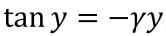 tan y = −γy